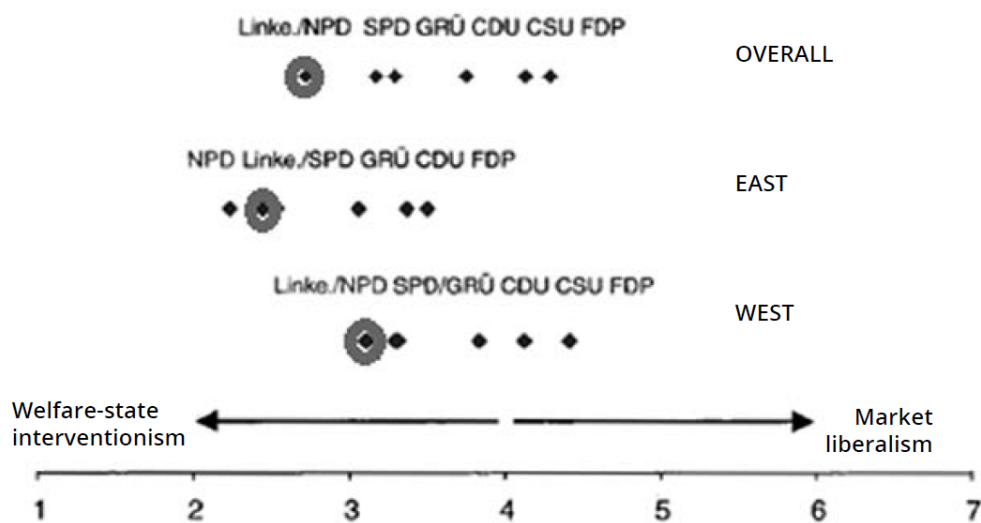 Linke./NPD SPD GRÜ CDU CSU FDP
OVERALL
NPD Linke./SPD GRÜ CDU FDP
EAST
Linke./NPD SPD/GRÜ CDU CSU FDP
WEST
Welfare-state
interventionism
Market
liberalism
1 2 3 4 5 6 7